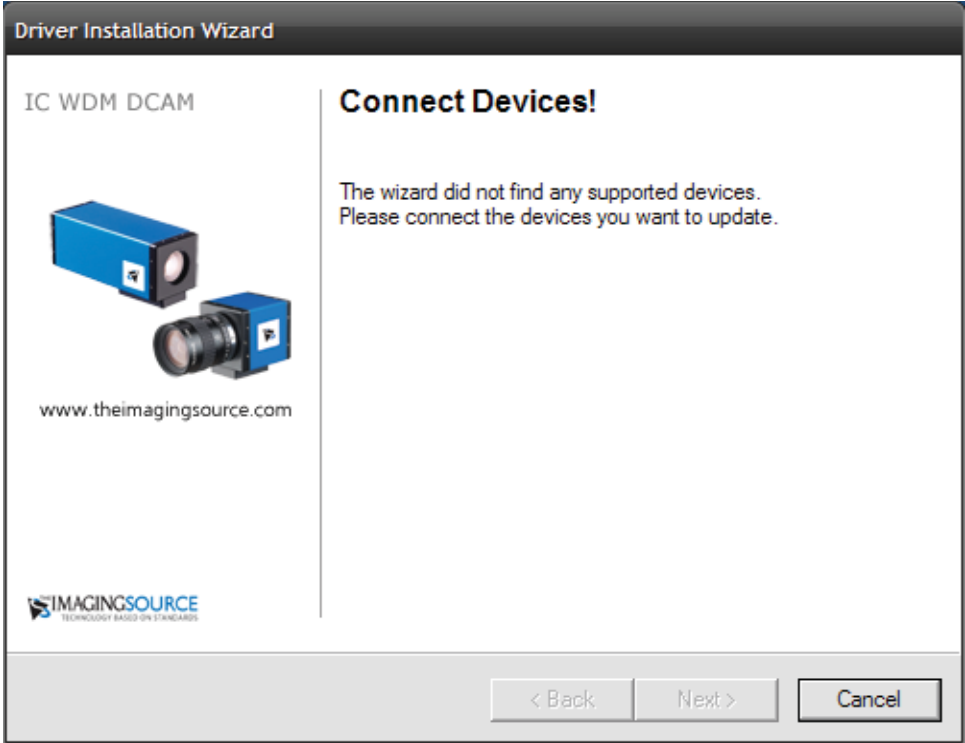 Driver Installation Wizard
IC WDM DCAM
www.theimagingsource.com
THE IMAGINGSOURCE
TECHNOLOGY BASED ON STANDARDS
Connect Devices!
The wizard did not find any supported devices.
Please connect the devices you want to update.
< Back
Next >
Cancel